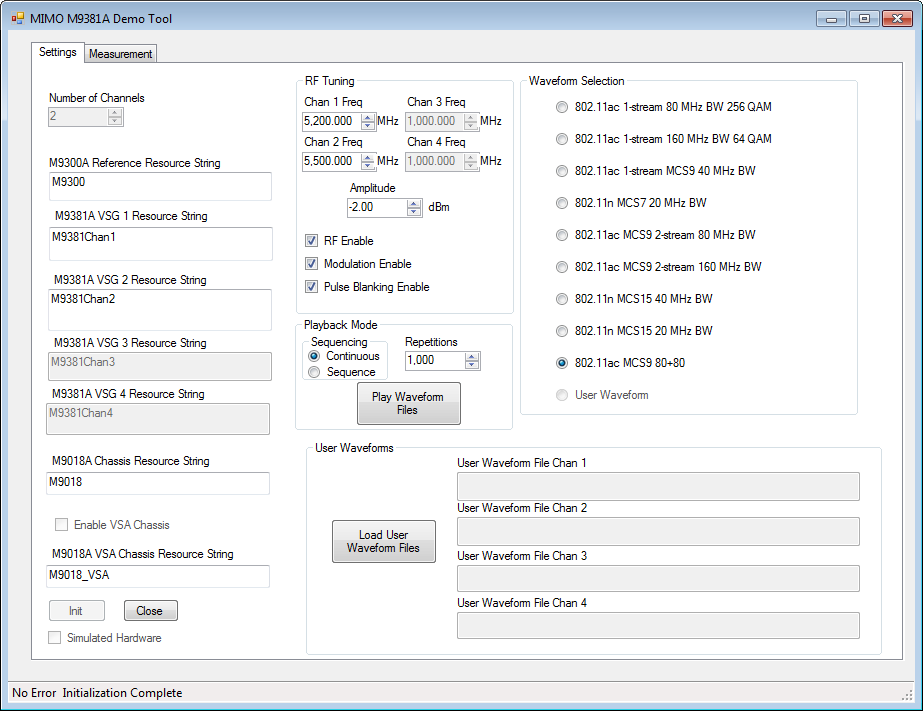 MIMO M9381A Demo Tool
Settings
Measurement
Number of Channels
2
M9300A Reference Resource String
M9300
M9381A VSG 1 Resource String
M9381Chan1
M9381A VSG 2 Resource String
M9381Chan2
M9381A VSG 3 Resource String
M9381Chan3
M9381A VSG 4 Resource String
M9381Chan4
M9018A Chassis Resource String
M9018
Enable VSA Chassis
M9018A VSA Chassis Resource String
M9018_VSA
Init
Close
Simulated Hardware
RF Tuning
Chan 1 Freq
5,200.000 MHz
Chan 3 Freq
1,000.000 MHz
Chan 2 Freq
5,500.000 MHz
Chan 4 Freq
1,000.000 MHz
Amplitude
-2.00 dBm
RF Enable
Modulation Enable
Pulse Blanking Enable
Playback Mode
Sequencing
Continuous
Sequence
Repetitions
1,000
Play Waveform
Files
Waveform Selection
802.11ac 1-stream 80 MHz BW 256 QAM
802.11ac 1-stream 160 MHz BW 64 QAM
802.11ac 1-stream MCS9 40 MHz BW
802.11n MCS7 20 MHz BW
802.11ac MCS9 2-stream 80 MHz BW
802.11ac MCS9 2-stream 160 MHz BW
802.11n MCS15 40 MHz BW
802.11n MCS15 20 MHz BW
802.11ac MCS9 80+80
User Waveform
User Waveforms
Load User
Waveform Files
User Waveform File Chan 1
User Waveform File Chan 2
User Waveform File Chan 3
User Waveform File Chan 4
No Error Initialization Complete